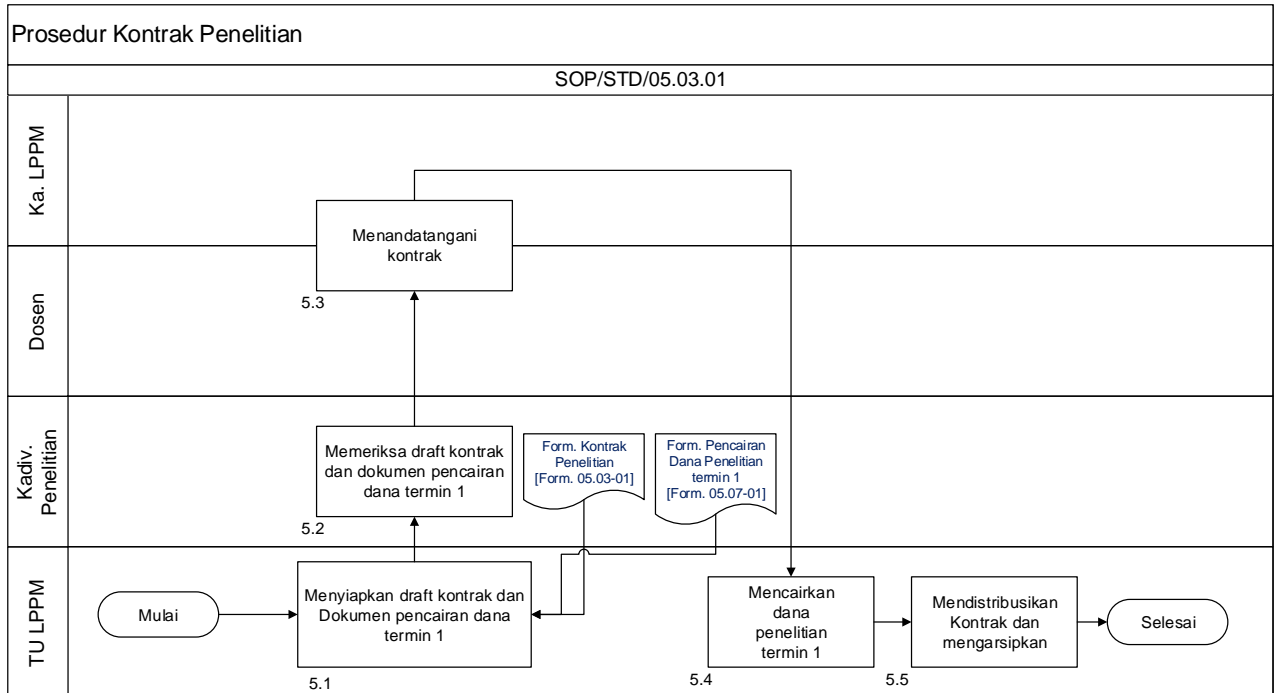 Prosedur Kontrak Penelitian
SOP/STD/05.03.01
Ka. LPPM
Menandatangani
kontrak
5.3
Dosen
Kadiv.
Penelitian
Memeriksa draft kontrak
dan dokumen pencairan
dana termin 1
5.2
Form. Kontrak
Penelitian
[Form. 05.03-01]
Form. Pencairan
Dana Penelitian
termin 1
[Form. 05.07-01]
TU LPPM
Mulai
Menyiapkan draft kontrak dan
Dokumen pencairan dana
termin 1
5.1
Mencairkan
dana
penelitian
termin 1
5.4
Mendistribusikan
Kontrak dan
mengarsipkan
5.5
Selesai